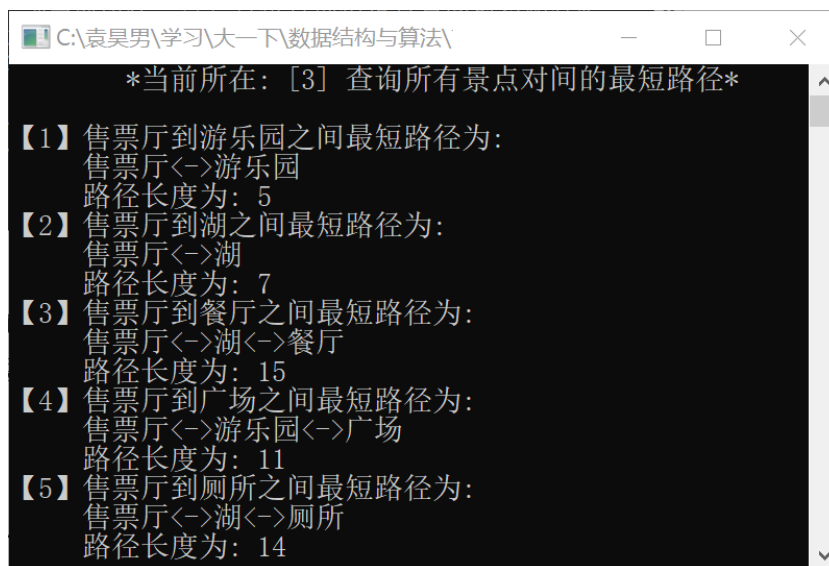 C:\袁昊男\学习\大一下\数据结构与算法\
*当前所在: [3] 查询所有景点对间的最短路径*
【1】售票厅到游乐园之间最短路径为:
售票厅<->游乐园
路径长度为: 5
【2】售票厅到湖之间最短路径为:
售票厅<->湖
路径长度为: 7
【3】售票厅到餐厅之间最短路径为:
售票厅<->湖<->餐厅
路径长度为: 15
【4】售票厅到广场之间最短路径为:
售票厅<->游乐园<->广场
路径长度为: 11
【5】售票厅到厕所之间最短路径为:
售票厅<->湖<->厕所
路径长度为: 14